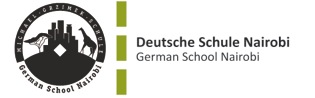 MICHAEL-GRZIMEK-SCHULE
German School Nairobi
Deutsche Schule Nairobi
German School Nairobi